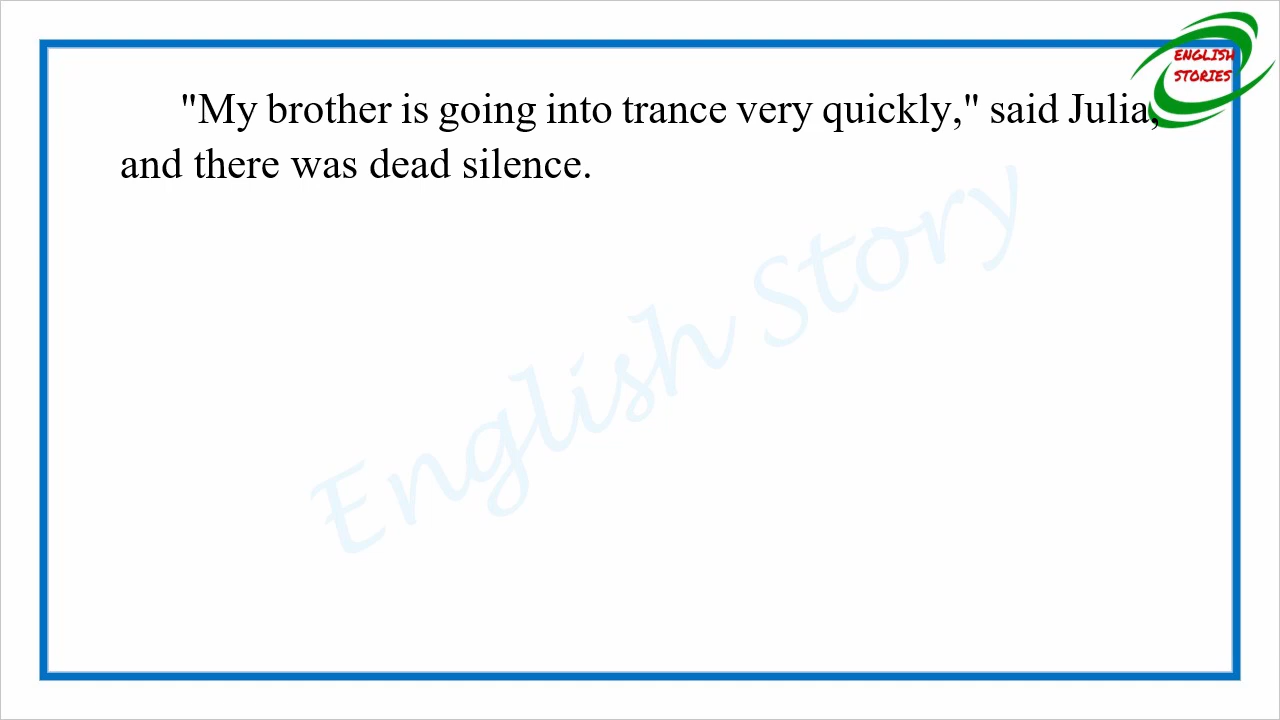 ENGLISH
STORIES
"My brother is going into trance very quickly," said Julia,
and there was dead silence.
English Story